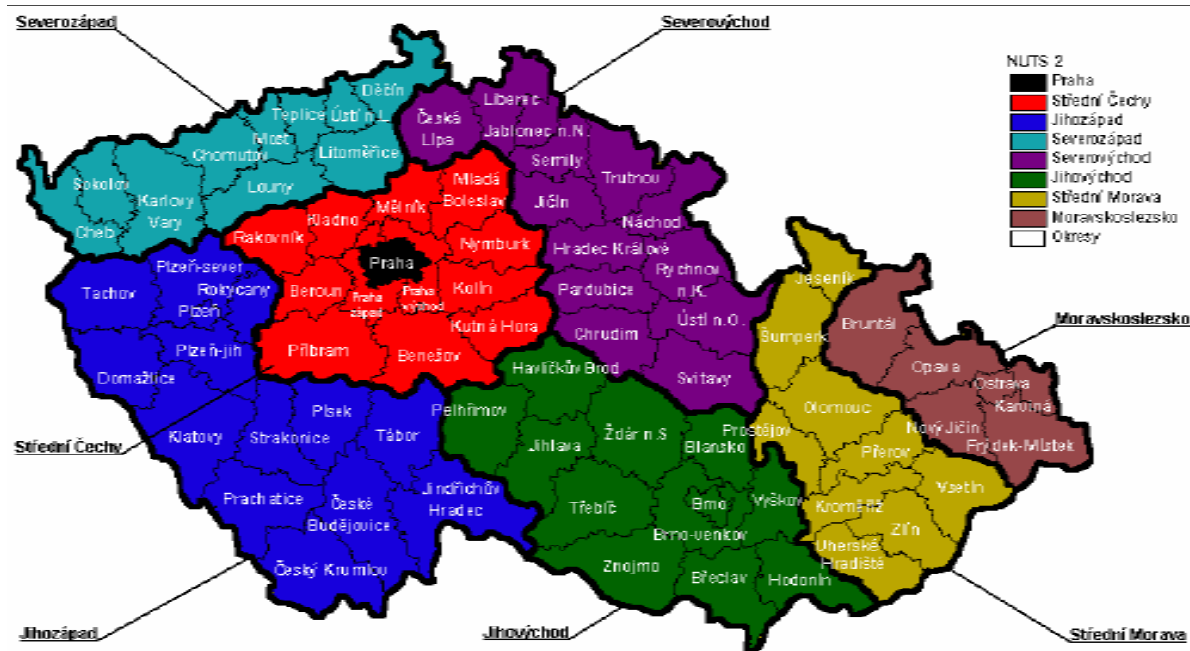 Severozápad
Severovýchod
NUTS 2
Praha
Střední Čechy
Jihozápad
Severozápad
Severovýchod
Jihovýchod
Střední Morava
Moravskoslezsko
Okresy
Děčín
Teplice
Ústí n.L.
Most
Chomutov
Litoměřice
Louny
Sokolov
Karlovy
Vary
Cheb
Česká
Lípa
Liberec
Jablonec n.N.
Semily
Trutnov
Jičín
Náchod
Hradec Králové
Rychnov
n.K.
Pardubice
Ústí n.O.
Chrudim
Svitavy
Mladá
Boleslav
Mělník
Kladno
Rakovník
Nymburk
Praha
Beroun
Praha
západ
Praha
východ
Kolín
Kutná Hora
Příbram
Benešov
Plzeň-sever
Tachov
Rokycany
Plzeň
Plzeň-jih
Domažlice
Klatovy
Písek
Strakonice
Tábor
Prachatice
České
Budějovice
Jindřichův
Hradec
Český Krumlov
Havlíčkův Brod
Pelhřimov
Jihlava
Žďár n.S
Blansko
Třebíč
Brno
Vyškov
Brno-venkov
Znojmo
Břeclav
Hodonín
Jeseník
Šumperk
Olomouc
Prostějov
Přerov
Vsetín
Kroměříž
Zlín
Uherské
Hradiště
Bruntál
Opava
Ostrava
Karviná
Nový Jičín
Frýdek-Místek
Moravskoslezsko
Střední Čechy
Jihozápad
Jihovýchod
Střední Morava